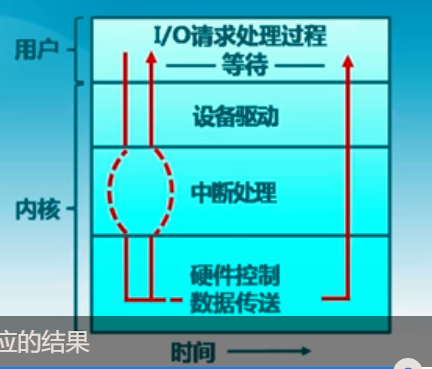 用户
I/O请求处理过程
等待
设备驱动
内核
中断处理
硬件控制
数据传送
应的结果
时间